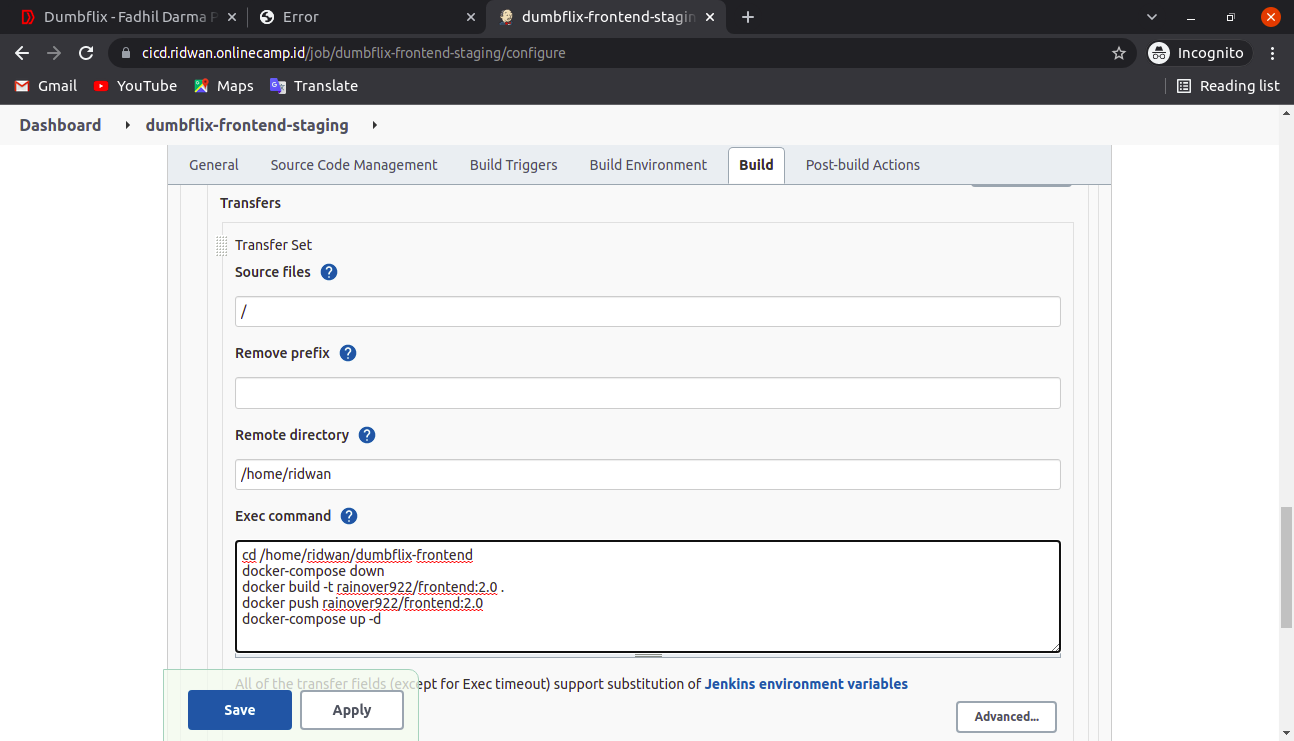 Dumbflix - Fadhil Darma P
Error
dumbflix-frontend-stagin
cicd.ridwan.onlinecamp.id/job/dumbflix-frontend-staging/configure
Incognito
Gmail
YouTube
Maps
Translate
Reading list
Dashboard
dumbflix-frontend-staging
General
Source Code Management
Build Triggers
Build Environment
Build
Post-build Actions
Transfers
Transfer Set
Source files ?
/
Remove prefix ?
Remote directory ?
/home/ridwan
Exec command ?
cd /home/ridwan/dumbflix-frontend
docker-compose down
docker build -t rainover922/frontend:2.0 .
docker push rainover922/frontend:2.0
docker-compose up -d
All of the transfer fields (except for Exec timeout) support substitution of Jenkins environment variables
Save
Apply
Advanced...